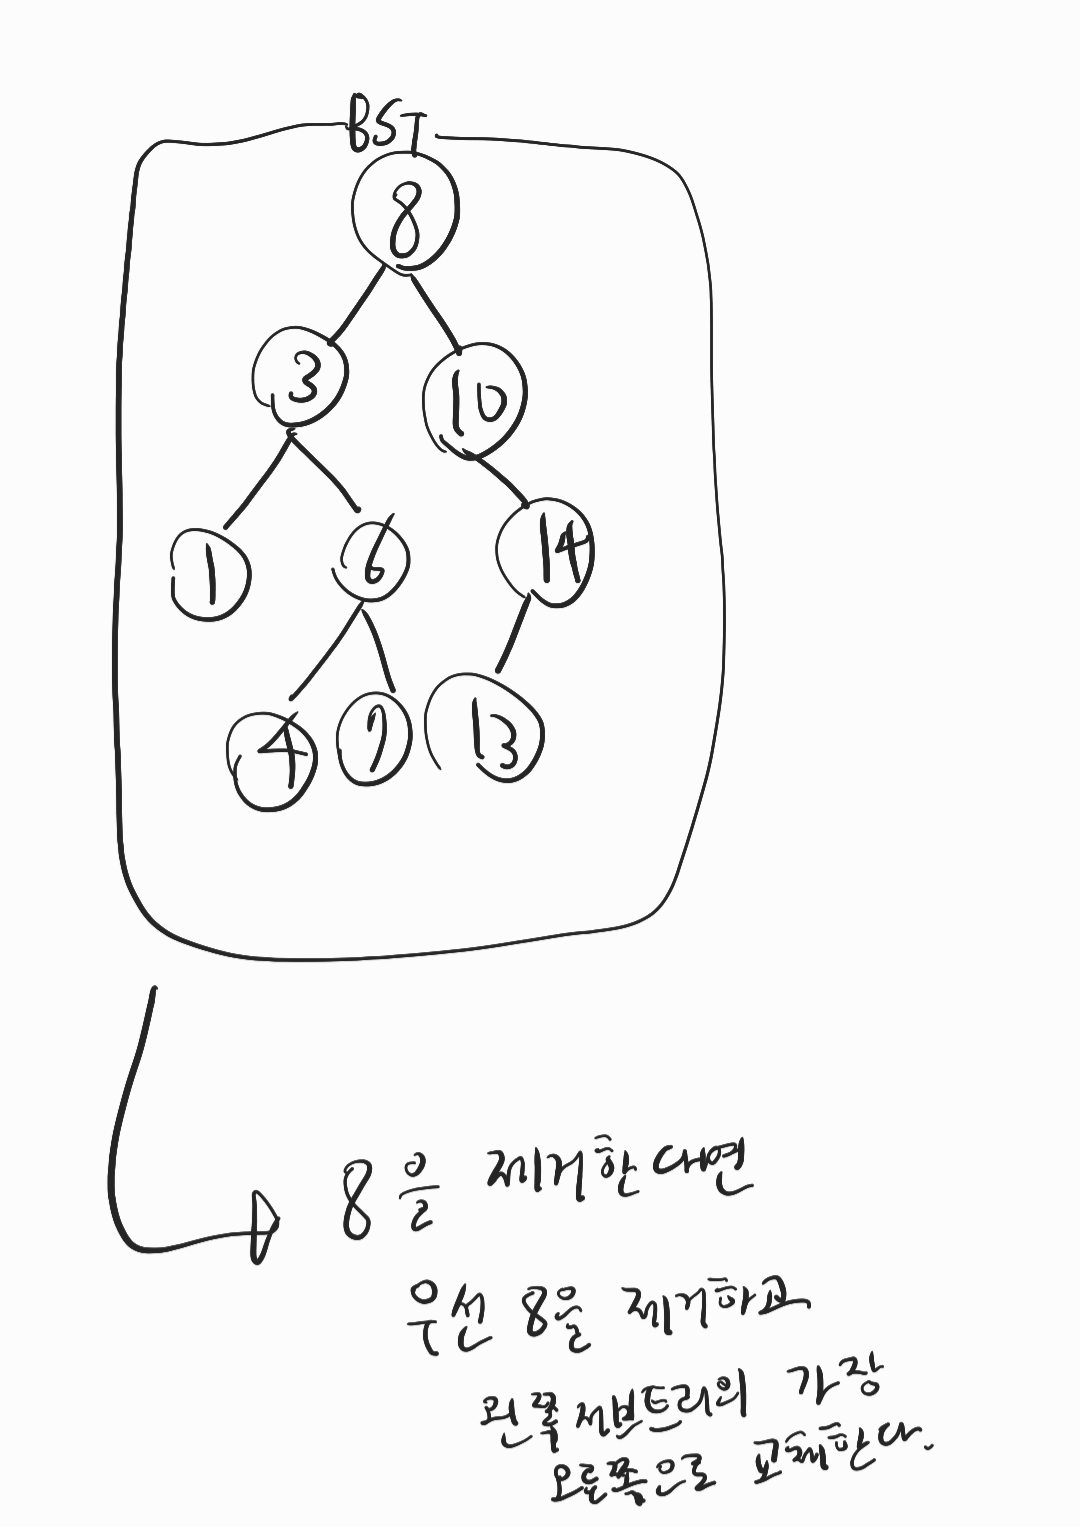 BST
8
3 10
1 6 14
4 7 13
8을 제거한다면
우선 8을 제거하고
왼쪽 서브트리의 가장
오른쪽으로 교체한다.